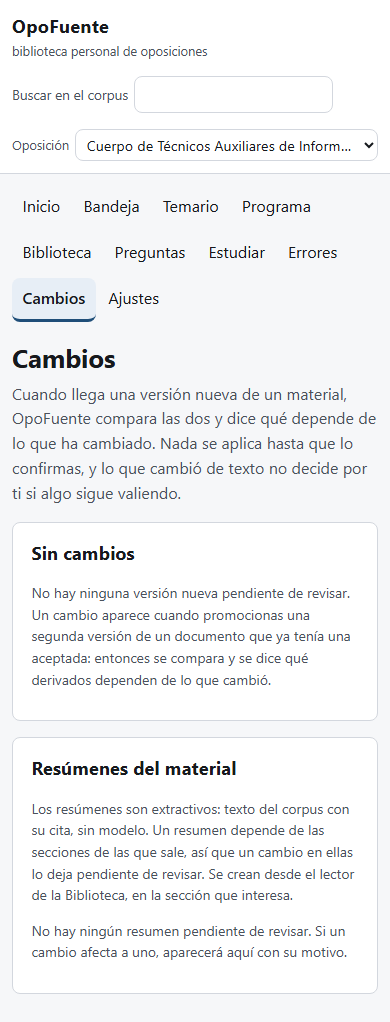 OpoFuente
biblioteca personal de oposiciones
Buscar en el corpus
Oposición Cuerpo de Técnicos Auxiliares de Inform...
Inicio Bandeja Temario Programa
Biblioteca Preguntas Estudiar Errores
Cambios Ajustes
Cambios
Cuando llega una versión nueva de un material,
OpoFuente compara las dos y dice qué depende de
lo que ha cambiado. Nada se aplica hasta que lo
confirmas, y lo que cambió de texto no decide por
ti si algo sigue valiendo.
Sin cambios
No hay ninguna versión nueva pendiente de revisar.
Un cambio aparece cuando promocionas una
segunda versión de un documento que ya tenía una
aceptada: entonces se compara y se dice qué
derivados dependen de lo que cambió.
Resúmenes del material
Los resúmenes son extractivos: texto del corpus con
su cita, sin modelo. Un resumen depende de las
secciones de las que sale, así que un cambio en ellas
lo deja pendiente de revisar. Se crean desde el lector
de la Biblioteca, en la sección que interesa.
No hay ningún resumen pendiente de revisar. Si un
cambio afecta a uno, aparecerá aquí con su motivo.